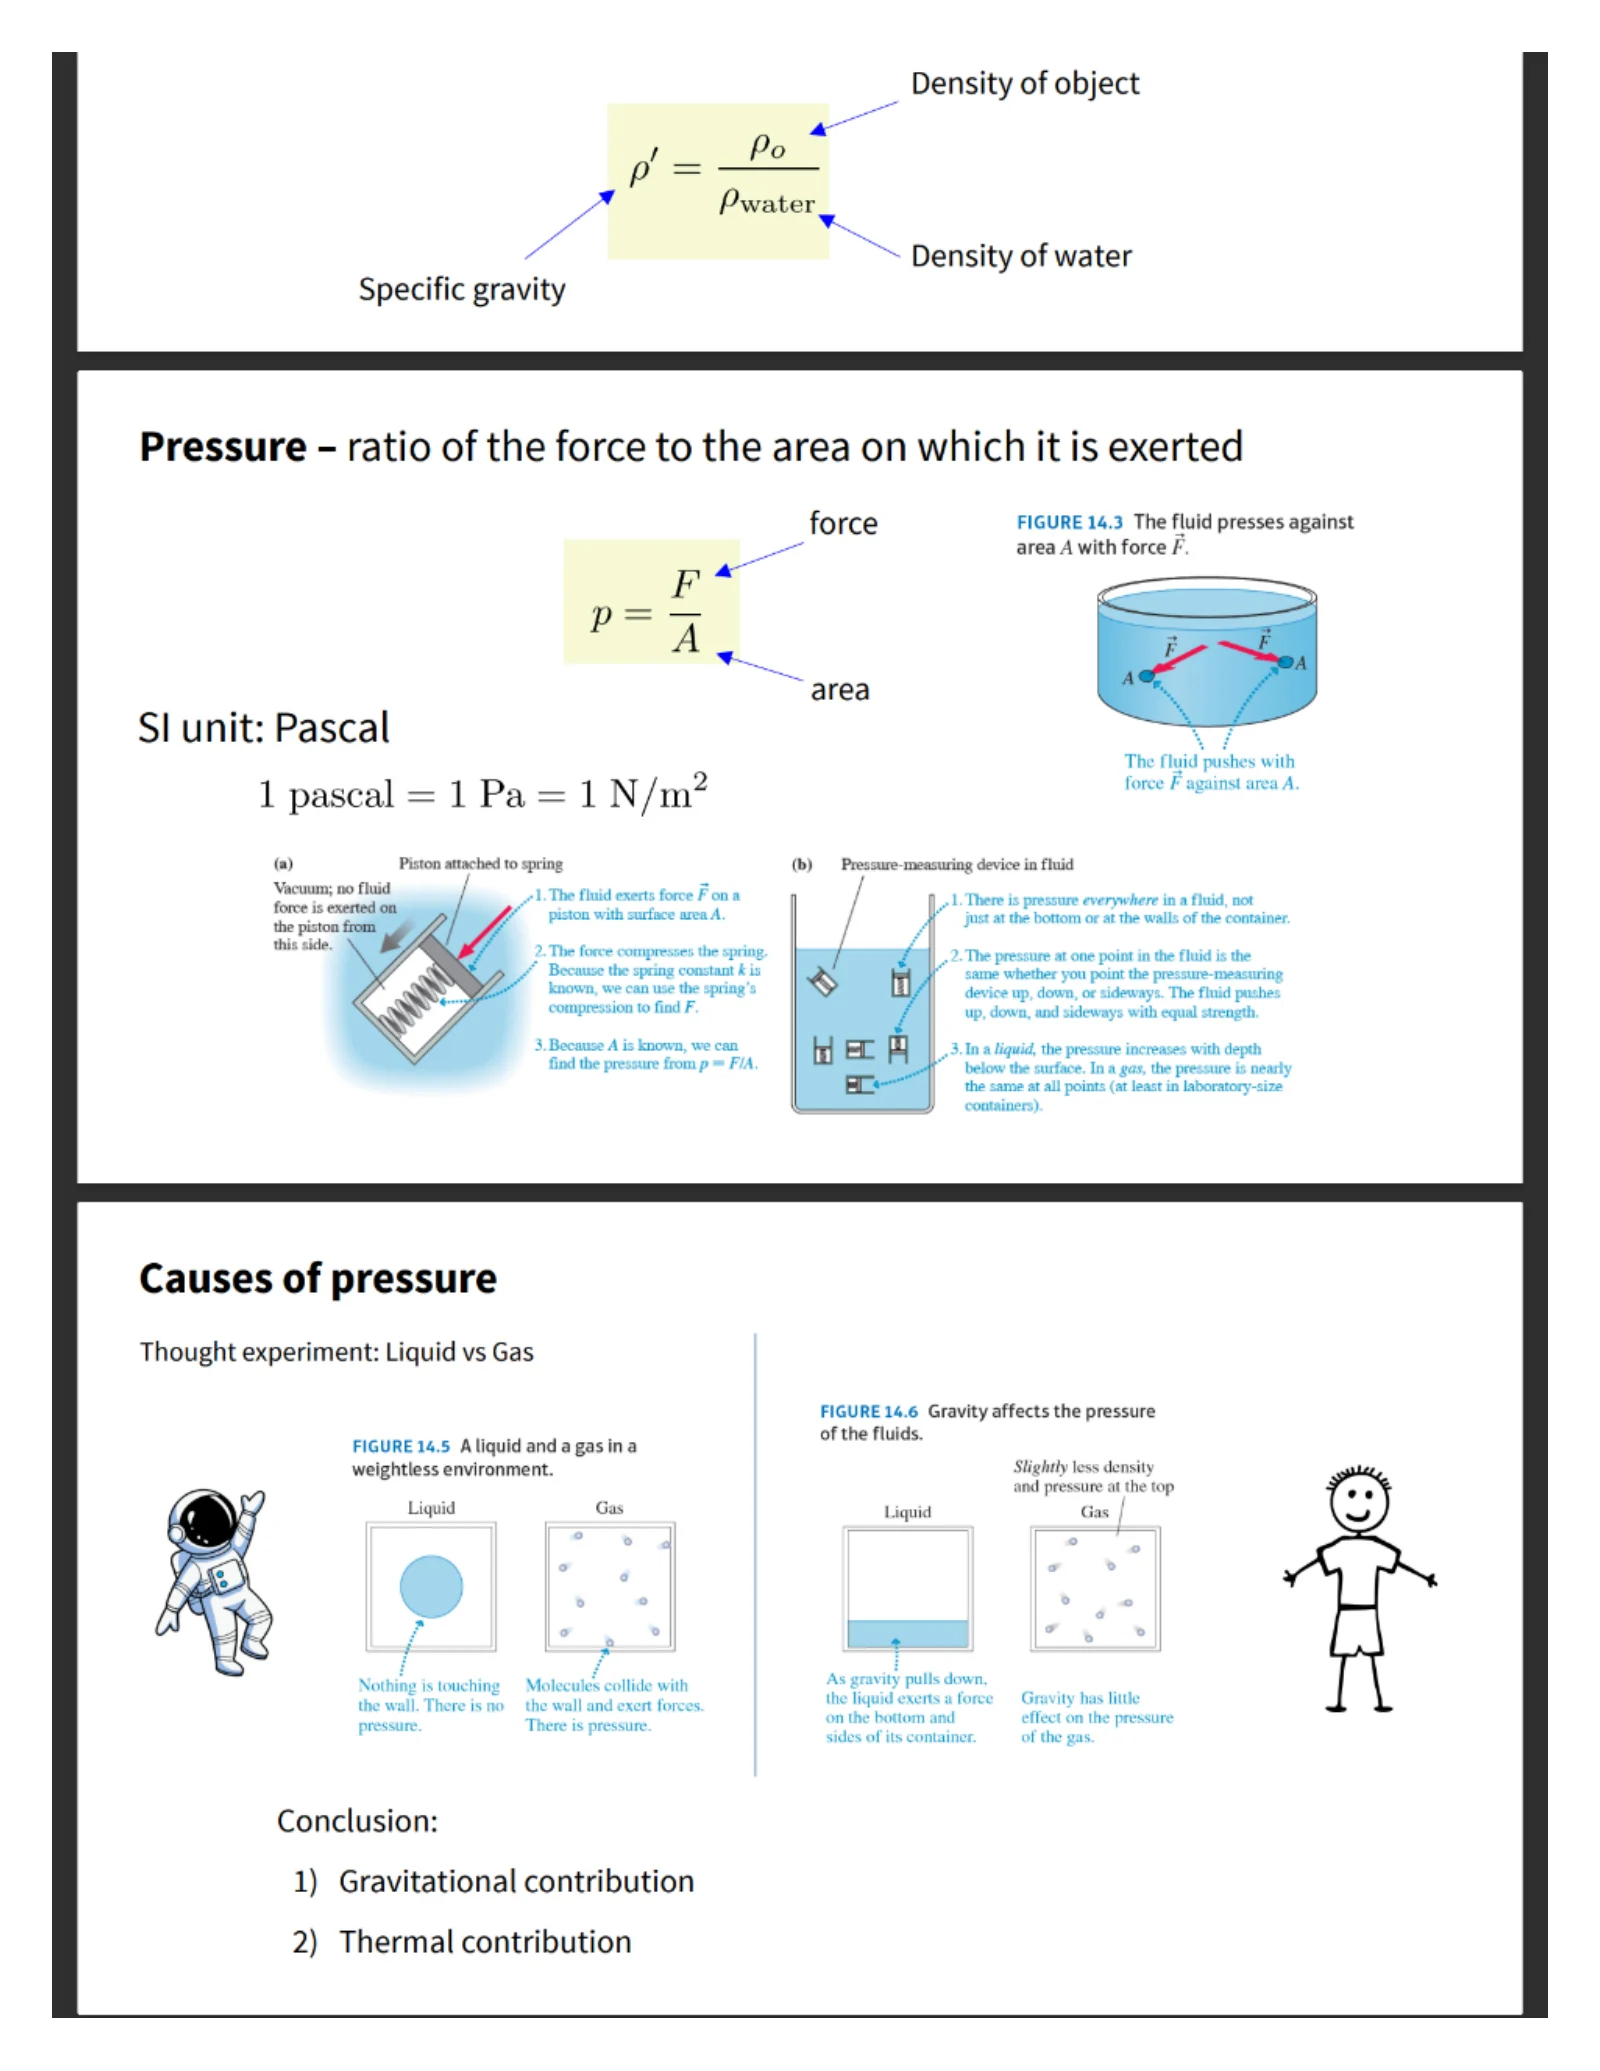 Density of object
ρ′ = ρo / ρwater
Density of water
Specific gravity
Pressure – ratio of the force to the area on which it is exerted
force
p = F / A
area
FIGURE 14.3 The fluid presses against
area A with force F⃗.
F⃗
F⃗
A
A
The fluid pushes with
force F⃗ against area A.
SI unit: Pascal
1 pascal = 1 Pa = 1 N/m²
(a)
Piston attached to spring
Vacuum; no fluid
force is exerted on
the piston from
this side.
1. The fluid exerts force F⃗ on a
piston with surface area A.
2. The force compresses the spring.
Because the spring constant k is
known, we can use the spring's
compression to find F.
3. Because A is known, we can
find the pressure from p = F/A.
(b)
Pressure-measuring device in fluid
1. There is pressure everywhere in a fluid, not
just at the bottom or at the walls of the container.
2. The pressure at one point in the fluid is the
same whether you point the pressure-measuring
device up, down, or sideways. The fluid pushes
up, down, and sideways with equal strength.
3. In a liquid, the pressure increases with depth
below the surface. In a gas, the pressure is nearly
the same at all points (at least in laboratory-size
containers).
Causes of pressure
Thought experiment: Liquid vs Gas
FIGURE 14.5 A liquid and a gas in a
weightless environment.
Liquid
Gas
Nothing is touching
the wall. There is no
pressure.
Molecules collide with
the wall and exert forces.
There is pressure.
FIGURE 14.6 Gravity affects the pressure
of the fluids.
Slightly less density
and pressure at the top
Liquid
Gas
As gravity pulls down,
the liquid exerts a force
on the bottom and
sides of its container.
Gravity has little
effect on the pressure
of the gas.
Conclusion:
1) Gravitational contribution
2) Thermal contribution